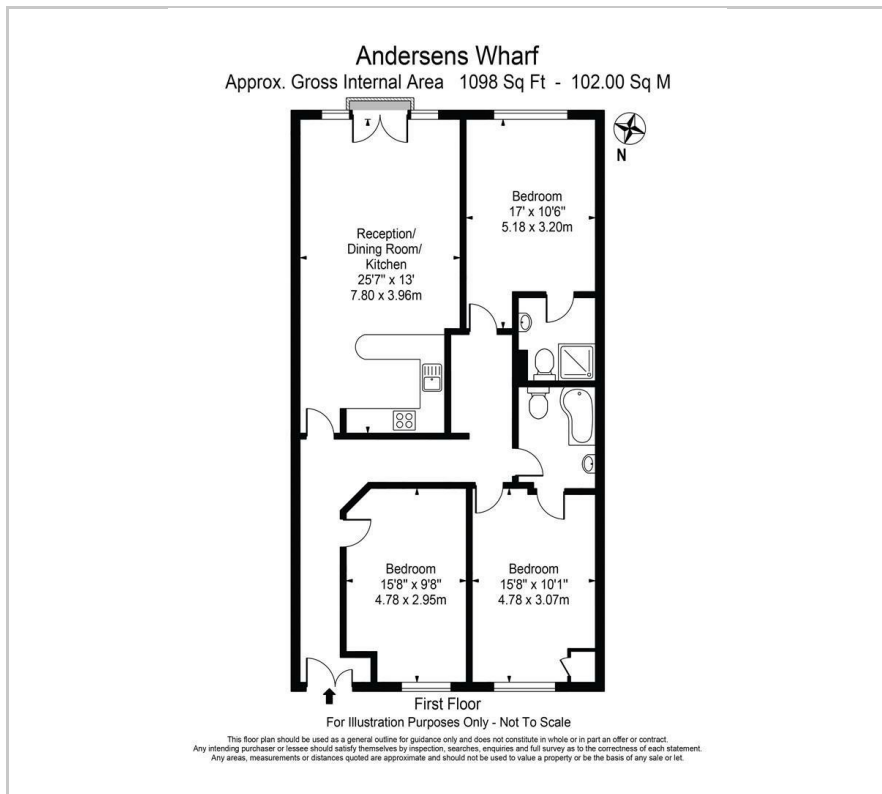 Andersens Wharf
Approx. Gross Internal Area 1098 Sq Ft - 102.00 Sq M
N
Bedroom
17' x 10'6"
5.18 x 3.20m
Reception/
Dining Room/
Kitchen
25'7" x 13'
7.80 x 3.96m
Bedroom
15'8" x 9'8"
4.78 x 2.95m
Bedroom
15'8" x 10'1"
4.78 x 3.07m
First Floor
For Illustration Purposes Only - Not To Scale
This floor plan should be used as a general outline for guidance only and does not constitute in whole or in part an offer or contract.
Any intending purchaser or lessee should satisfy themselves by inspection, searches, enquiries and full survey as to the correctness of each statement.
Any areas, measurements or distances quoted are approximate and should not be used to value a property or be the basis of any sale or let.